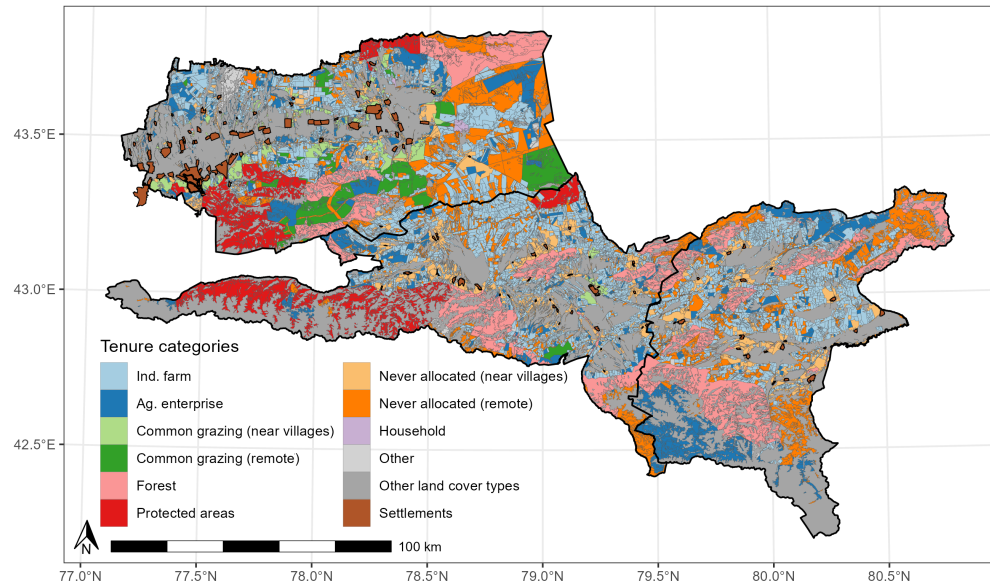 43.5°E
43.0°E
42.5°E
Tenure categories
Ind. farm
Ag. enterprise
Common grazing (near villages)
Common grazing (remote)
Forest
Protected areas
Never allocated (near villages)
Never allocated (remote)
Household
Other
Other land cover types
Settlements
N
100 km
77.0°N 77.5°N 78.0°N 78.5°N 79.0°N 79.5°N 80.0°N 80.5°N